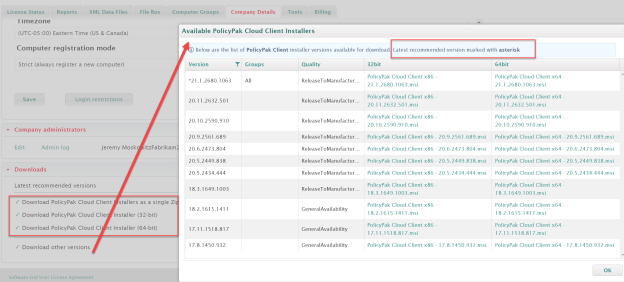 License Status Reports XML Data Files File Box Computer Groups Company Details Tools Billing
Timezone
(UTC-05:00) Eastern Time (US & Canada)
Computer registration mode
Strict (always register a new computer)
Save Login restrictions
Company administrators
Edit Admin log Jeremy MoskowitzFabrikam2
Downloads
Latest recommended versions
✓ Download PolicyPak Cloud Client Installers as a single Zip
✓ Download PolicyPak Cloud Client Installer (32-bit)
✓ Download PolicyPak Cloud Client Installer (64-bit)
✓ Download other versions
Software End User License Agreement
Available PolicyPak Cloud Client Installers
Below are the list of PolicyPak Client installer versions available for download. Latest recommended version marked with asterisk
Version Groups Quality 32bit 64bit
*21.1.2680.1063 All ReleaseToManufactur... PolicyPak Cloud Client x86 - 21.1.2680.1063.msi PolicyPak Cloud Client x64 - 21.1.2680.1063.msi
20.11.2632.501 ReleaseToManufactur... PolicyPak Cloud Client x86 - 20.11.2632.501.msi PolicyPak Cloud Client x64 - 20.11.2632.501.msi
20.10.2590.910 ReleaseToManufactur... PolicyPak Cloud Client x86 - 20.10.2590.910.msi PolicyPak Cloud Client x64 - 20.10.2590.910.msi
20.9.2561.689 ReleaseToManufactur... PolicyPak Cloud Client x86 - 20.9.2561.689.msi PolicyPak Cloud Client x64 - 20.9.2561.689.msi
20.6.2473.804 ReleaseToManufactur... PolicyPak Cloud Client x86 - 20.6.2473.804.msi PolicyPak Cloud Client x64 - 20.6.2473.804.msi
20.5.2449.838 ReleaseToManufactur... PolicyPak Cloud Client x86 - 20.5.2449.838.msi PolicyPak Cloud Client x64 - 20.5.2449.838.msi
20.5.2434.444 ReleaseToManufactur... PolicyPak Cloud Client x86 - 20.5.2434.444.msi PolicyPak Cloud Client x64 - 20.5.2434.444.msi
18.3.1649.1003 ReleaseToManufactur... PolicyPak Cloud Client x86 - 18.3.1649.1003.msi PolicyPak Cloud Client x64 - 18.3.1649.1003.msi
18.2.1615.1411 GeneralAvailability PolicyPak Cloud Client x86 - 18.2.1615.1411.msi PolicyPak Cloud Client x64 - 18.2.1615.1411.msi
17.11.1518.817 GeneralAvailability PolicyPak Cloud Client x86 - 17.11.1518.817.msi PolicyPak Cloud Client x64 - 17.11.1518.817.msi
17.8.1450.932 GeneralAvailability PolicyPak Cloud Client x86 - 17.8.1450.932.msi PolicyPak Cloud Client x64 - 17.8.1450.932.msi
OK